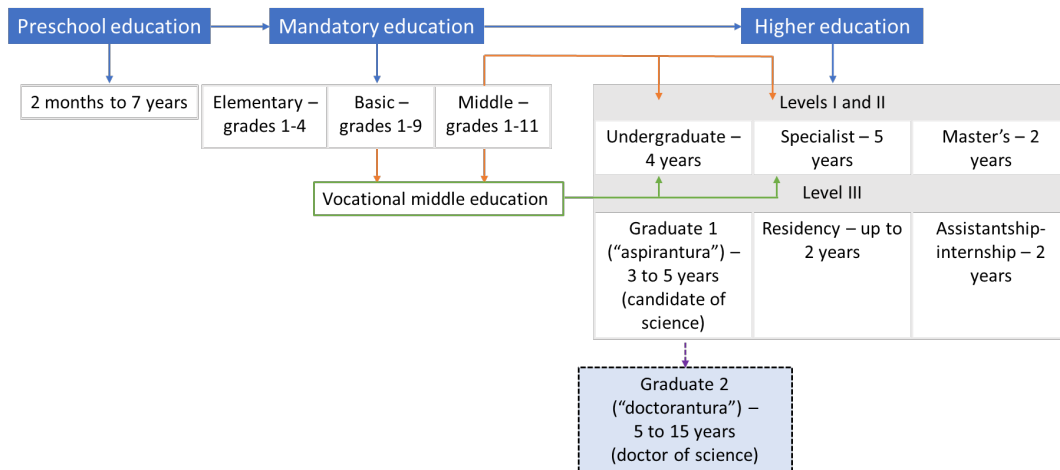 Preschool education
Mandatory education
Higher education
2 months to 7 years
Elementary –
grades 1-4
Basic –
grades 1-9
Middle –
grades 1-11
Vocational middle education
Levels I and II
Undergraduate –
4 years
Specialist – 5
years
Master’s – 2
years
Level III
Graduate 1
(“aspirantura”) –
3 to 5 years
(candidate of
science)
Residency – up to
2 years
Assistantship-
internship – 2
years
Graduate 2
(“doctorantura”) –
5 to 15 years
(doctor of science)